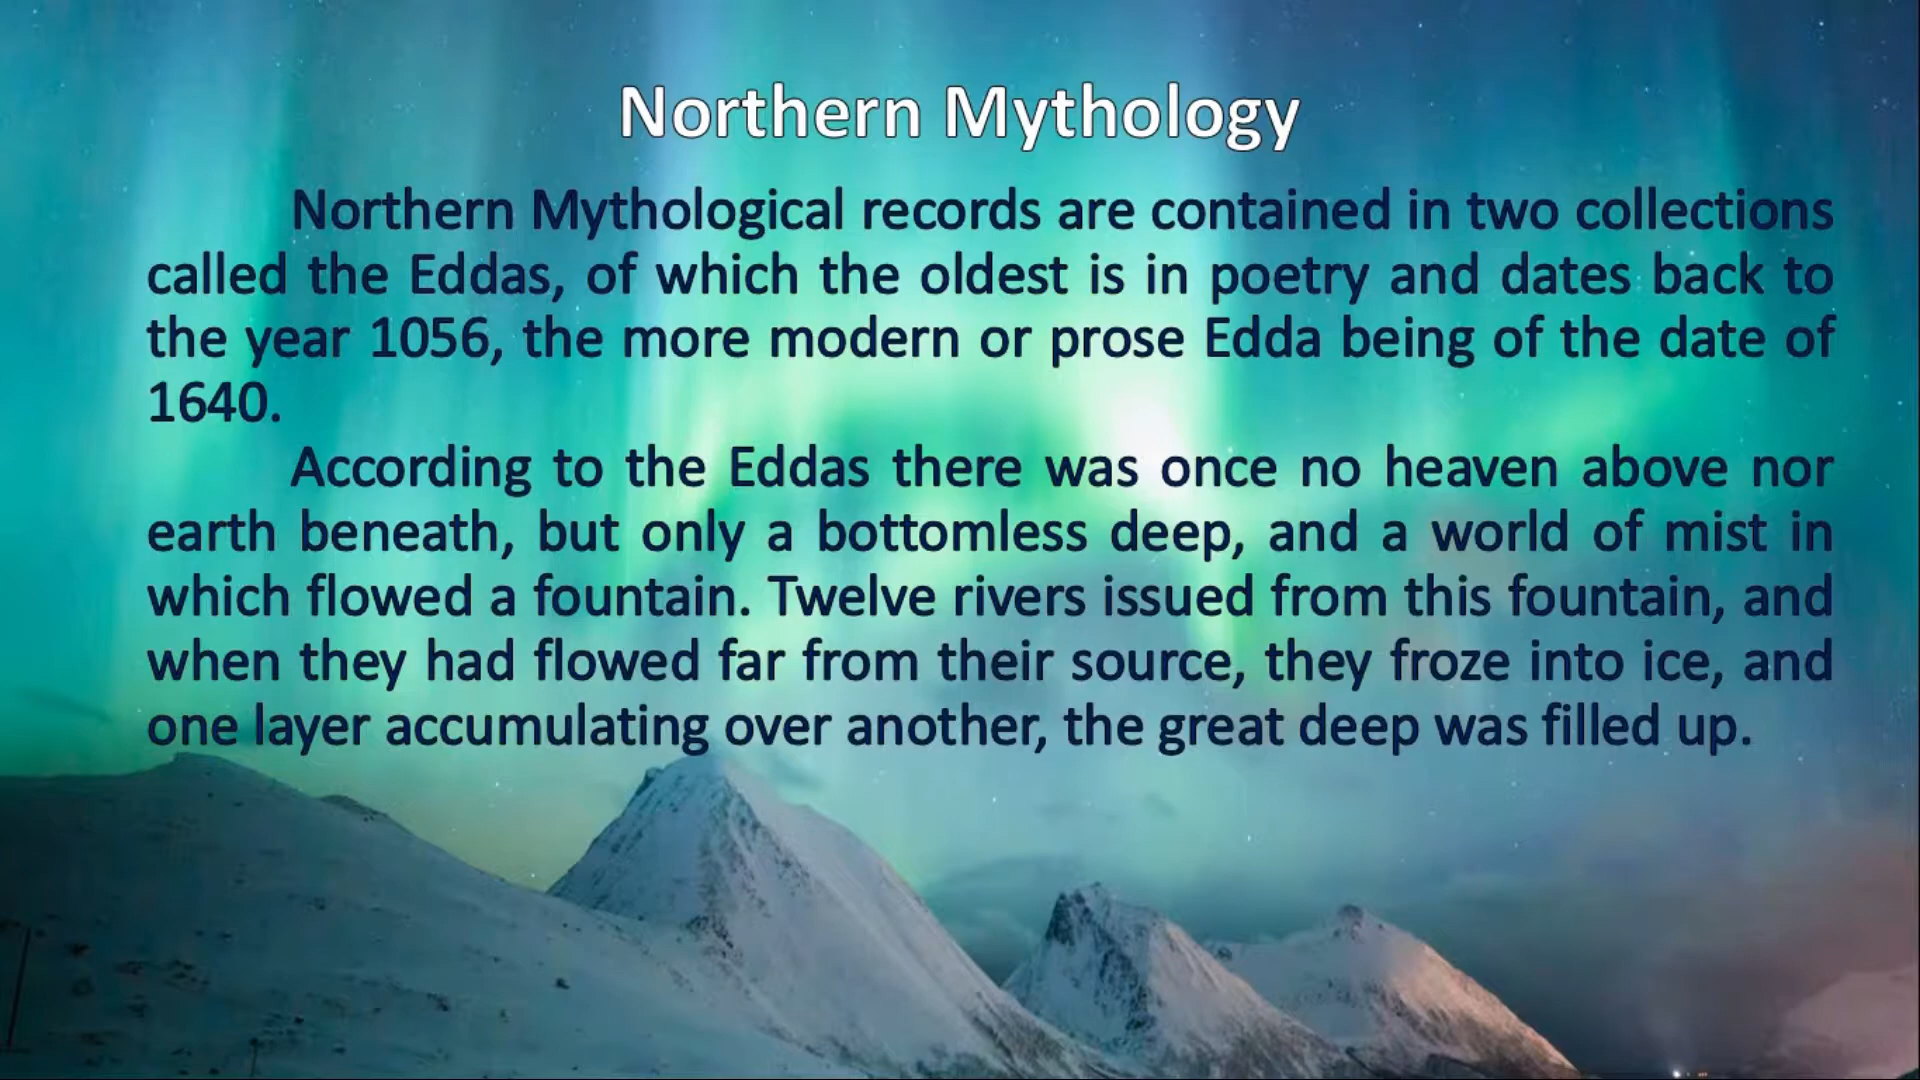 Northern Mythology
Northern Mythological records are contained in two collections
called the Eddas, of which the oldest is in poetry and dates back to
the year 1056, the more modern or prose Edda being of the date of
1640.
According to the Eddas there was once no heaven above nor
earth beneath, but only a bottomless deep, and a world of mist in
which flowed a fountain. Twelve rivers issued from this fountain, and
when they had flowed far from their source, they froze into ice, and
one layer accumulating over another, the great deep was filled up.